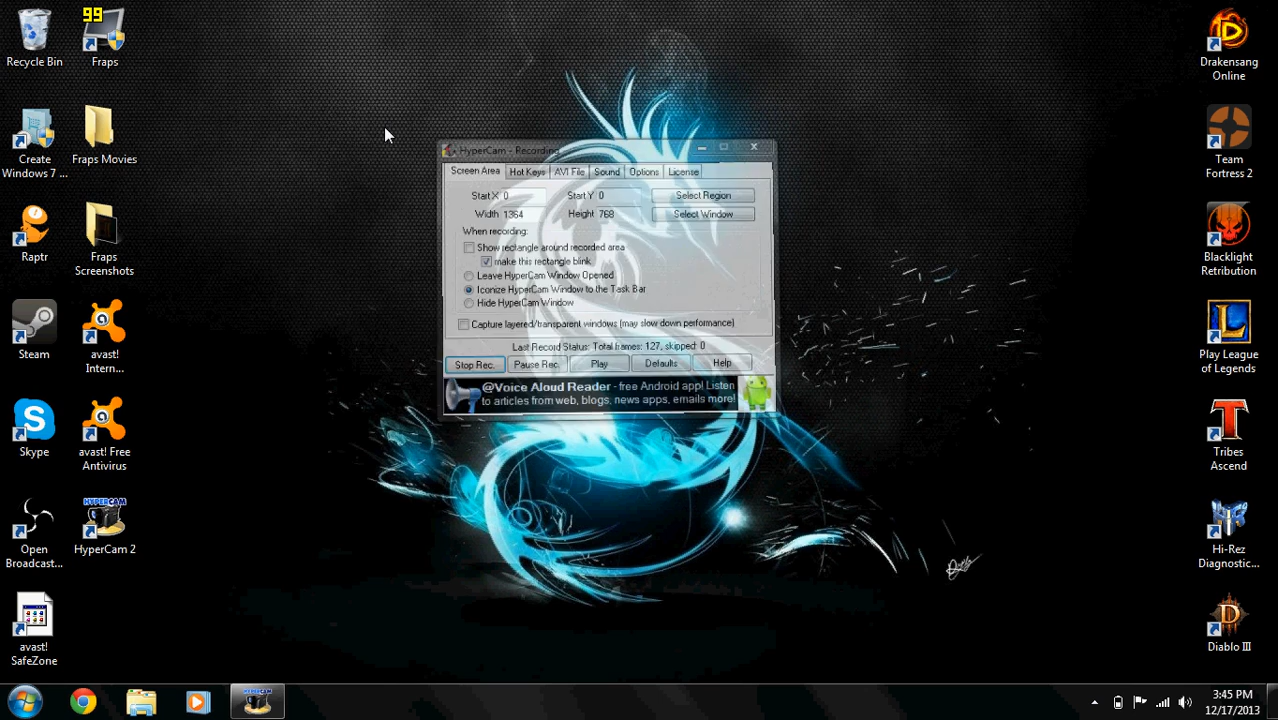 99
Recycle Bin
Fraps
Create
Windows 7 ...
Fraps Movies
Raptr
Fraps
Screenshots
Steam
avast!
Intern...
Skype
avast! Free
Antivirus
Open
Broadcast...
HYPERCAM
HyperCam 2
avast!
SafeZone
HyperCam - Recording
Screen Area
Hot Keys
AVI File
Sound
Options
License
Start X 0
Start Y 0
Select Region
Width 1364
Height 768
Select Window
When recording:
Show rectangle around recorded area
make this rectangle blink
Leave HyperCam Window Opened
Iconize HyperCam Window to the Task Bar
Hide HyperCam Window
Capture layered/transparent windows (may slow down performance)
Last Record Status: Total frames: 127, skipped: 0
Stop Rec.
Pause Rec.
Play
Defaults
Help
@Voice Aloud Reader - free Android app! Listen
to articles from web, blogs, news apps, emails more!
Drakensang
Online
Team
Fortress 2
Blacklight
Retribution
Play League
of Legends
Tribes
Ascend
Hi-Rez
Diagnostic...
Diablo III
3:45 PM
12/17/2013